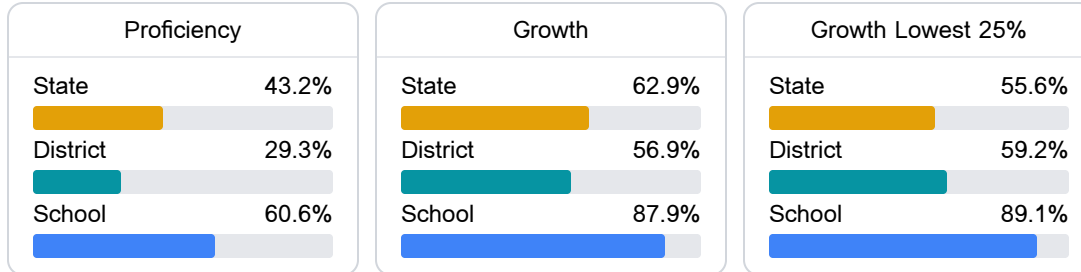 Proficiency
State 43.2%
District 29.3%
School 60.6%
Growth
State 62.9%
District 56.9%
School 87.9%
Growth Lowest 25%
State 55.6%
District 59.2%
School 89.1%